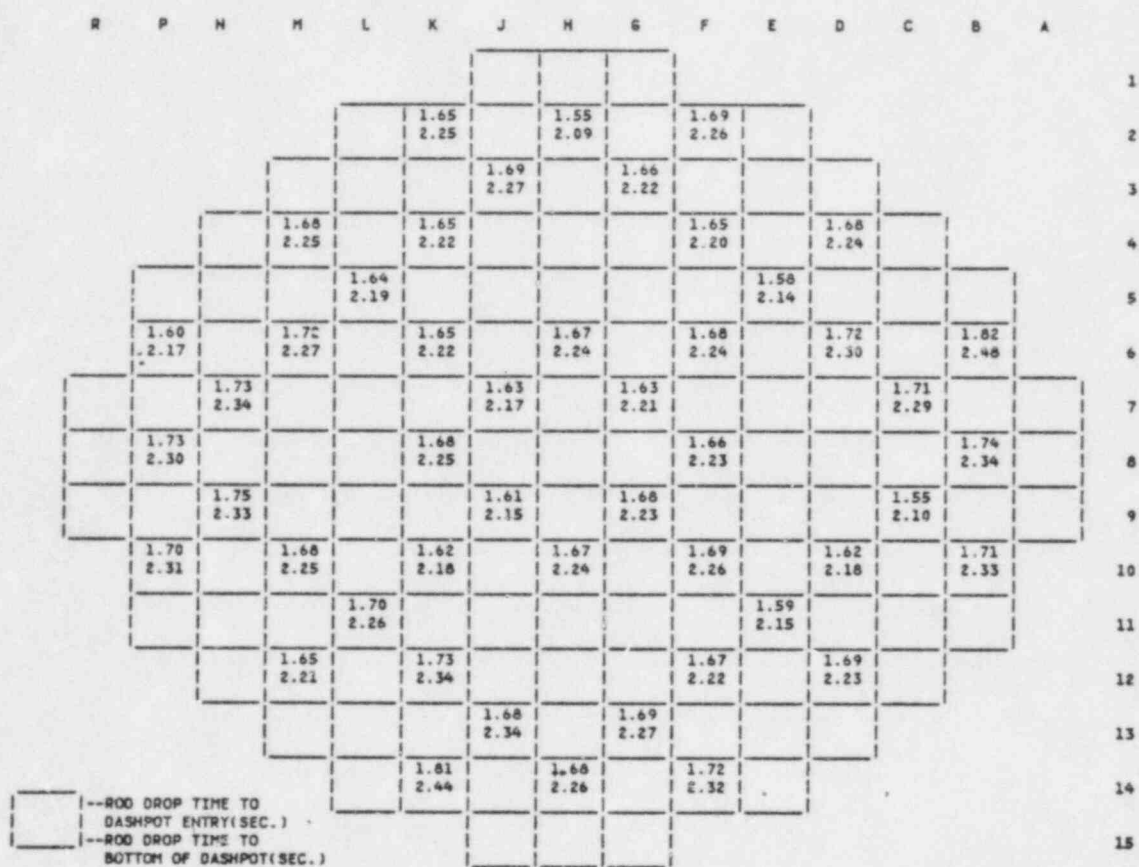 R P N M L K J H G F E D C B A
1
1.65 1.55 1.69 2
2.25 2.09 2.26
1.69 1.66 3
2.27 2.22
1.68 1.65 1.65 1.68 4
2.25 2.22 2.20 2.24
1.64 1.58 5
2.19 2.14
1.60 1.65 1.67 1.68 1.72 1.82 6
2.17 2.27 2.22 2.24 2.24 2.30 2.48
1.73 1.63 1.63 1.71 7
2.34 2.17 2.21 2.29
1.73 1.68 1.66 1.74 8
2.30 2.25 2.23 2.34
1.75 1.61 1.68 1.55 9
2.33 2.15 2.23 2.10
1.70 1.68 1.62 1.67 1.69 1.62 1.71 10
2.31 2.25 2.18 2.24 2.26 2.18 2.33
1.70 1.59 11
2.26 2.15
1.65 1.73 1.67 1.69 12
2.21 2.34 2.22 2.23
1.68 1.69 13
2.34 2.27
1.81 1.68 1.72 14
2.44 2.26 2.32
--ROD DROP TIME TO
DASHPOT ENTRY(SEC.)
--ROD DROP TIME TO 15
BOTTOM OF DASHPOT(SEC.)